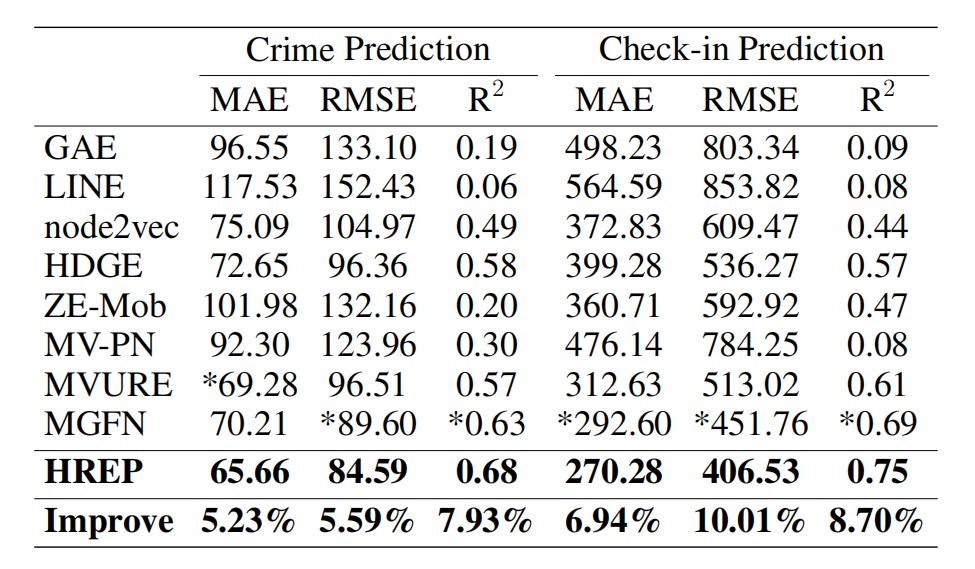 Crime Prediction Check-in Prediction
MAE RMSE R² MAE RMSE R²
GAE 96.55 133.10 0.19 498.23 803.34 0.09
LINE 117.53 152.43 0.06 564.59 853.82 0.08
node2vec 75.09 104.97 0.49 372.83 609.47 0.44
HDGE 72.65 96.36 0.58 399.28 536.27 0.57
ZE-Mob 101.98 132.16 0.20 360.71 592.92 0.47
MV-PN 92.30 123.96 0.30 476.14 784.25 0.08
MVURE *69.28 96.51 0.57 312.63 513.02 0.61
MGFN 70.21 *89.60 *0.63 *292.60 *451.76 *0.69
HREP 65.66 84.59 0.68 270.28 406.53 0.75
Improve 5.23% 5.59% 7.93% 6.94% 10.01% 8.70%